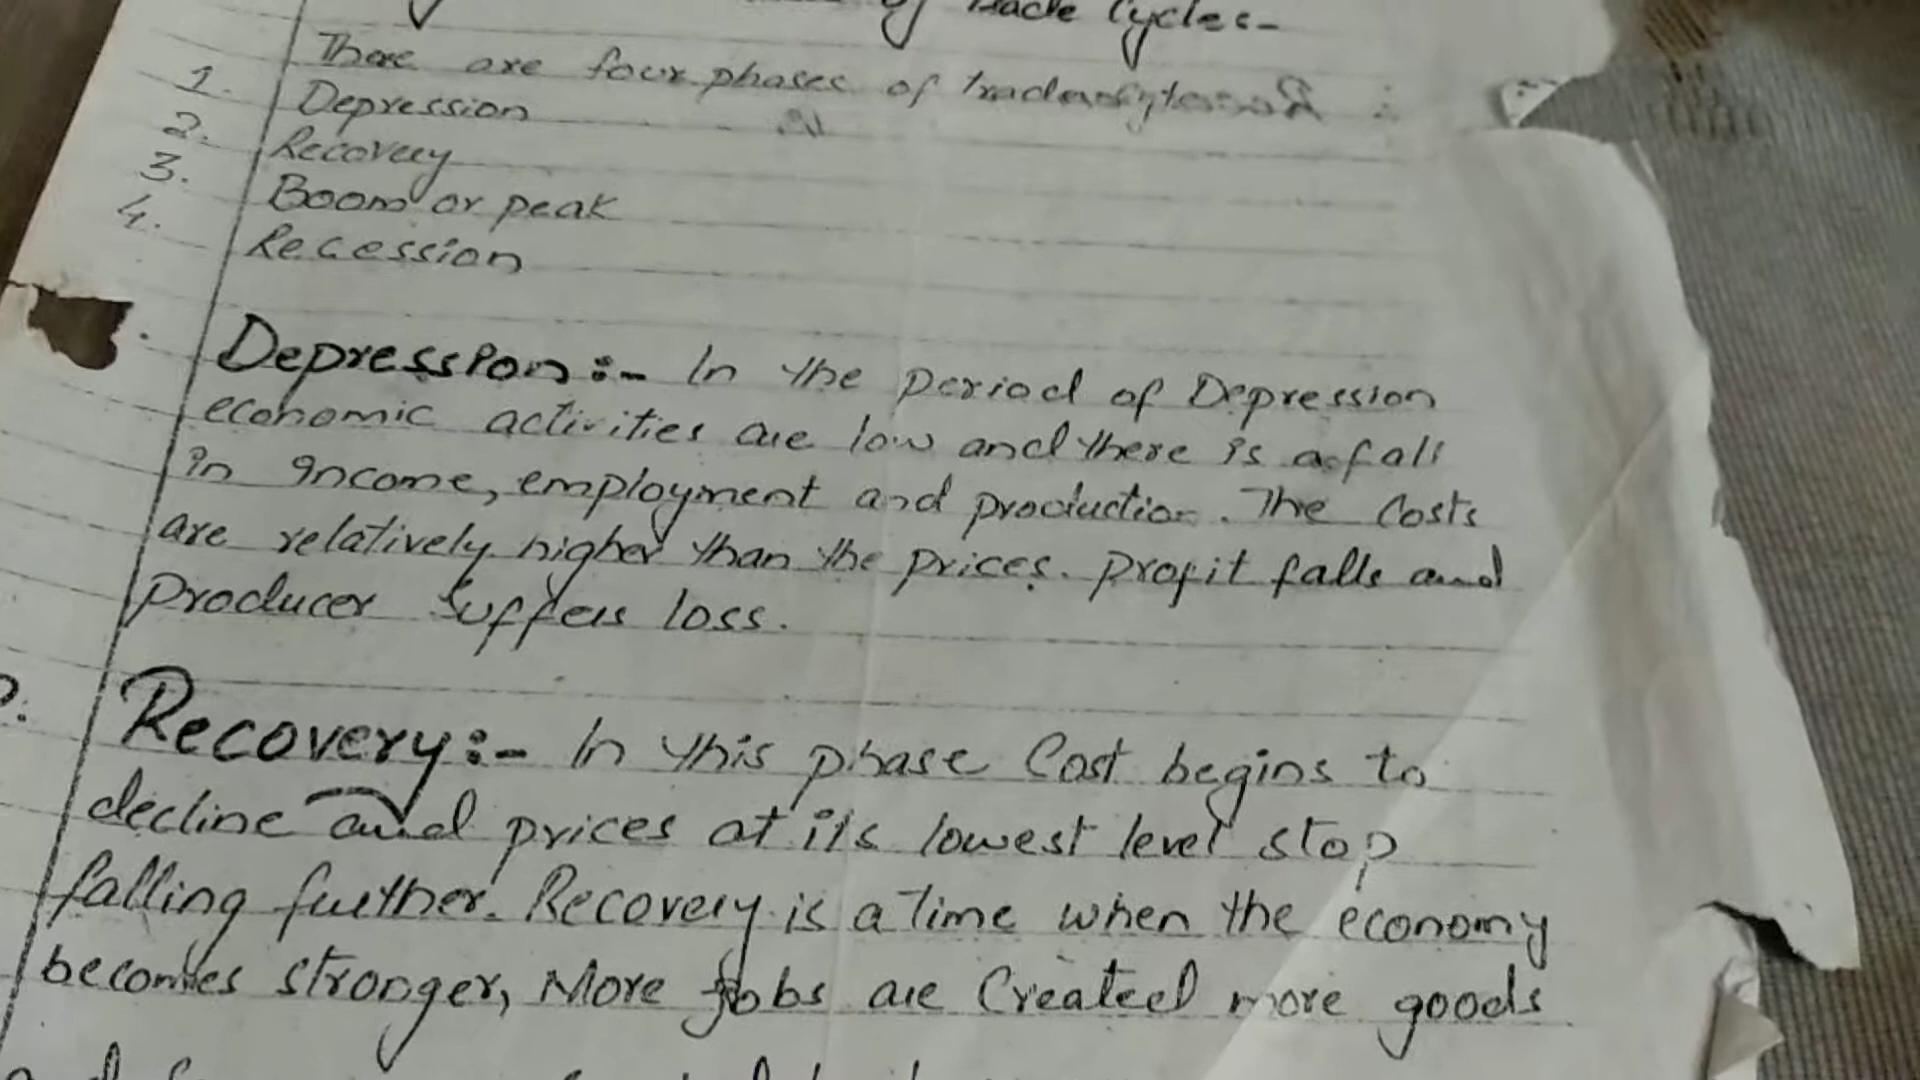 of Trade Cycles-
There are four phases of
1. Depression
2. Recovery
3. Boom or peak
4. Recession
Depression:- In the period of Depression
economic activities are low and there is a fall
in income, employment and production. The Costs
are relatively higher than the prices. Profit falls and
Producer Suffers loss.
2. Recovery:- In this phase Cost begins to
decline and prices at its lowest level stop
falling further. Recovery is a time when the economy
becomes stronger, More jobs are Created more goods